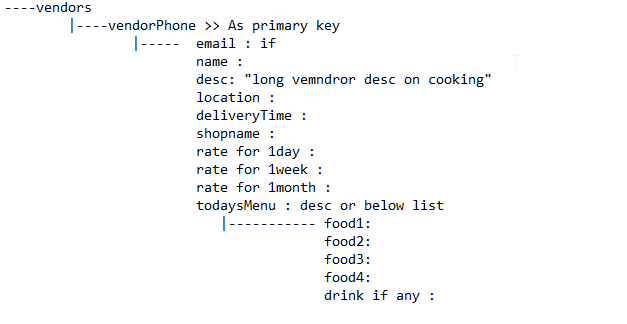 ----vendors
|----vendorPhone >> As primary key
|----- email : if
name :
desc: "long vemndror desc on cooking"
location :
deliveryTime :
shopname :
rate for 1day :
rate for 1week :
rate for 1month :
todaysMenu : desc or below list
|----------- food1:
food2:
food3:
food4:
drink if any :